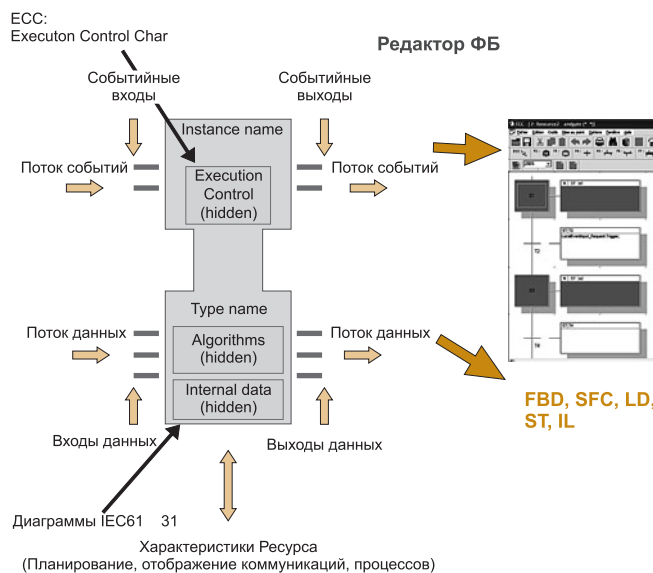 ECC:
Executon Control Char
Редактор ФБ
Событийные
входы
Событийные
выходы
Instance name
Поток событий
Execution
Control
(hidden)
Поток событий
Type name
Поток данных
Algorithms
(hidden)
Поток данных
Internal data
(hidden)
FBD, SFC, LD,
ST, IL
Входы данных
Выходы данных
Диаграммы IEC61 31
Характеристики Ресурса
(Планирование, отображение коммуникаций, процессов)